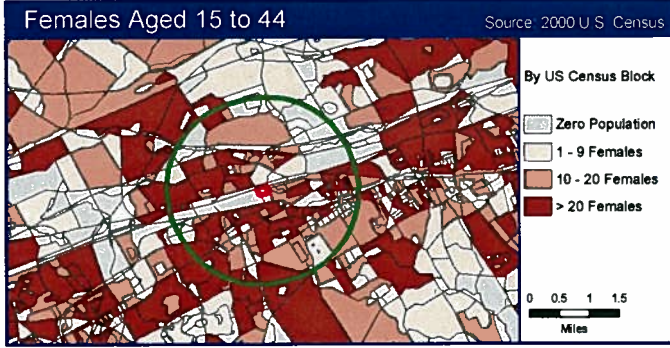 Females Aged 15 to 44
Source: 2000 U.S. Census
By US Census Block
Zero Population
1 - 9 Females
10 - 20 Females
> 20 Females
0 0.5 1 1.5
Miles